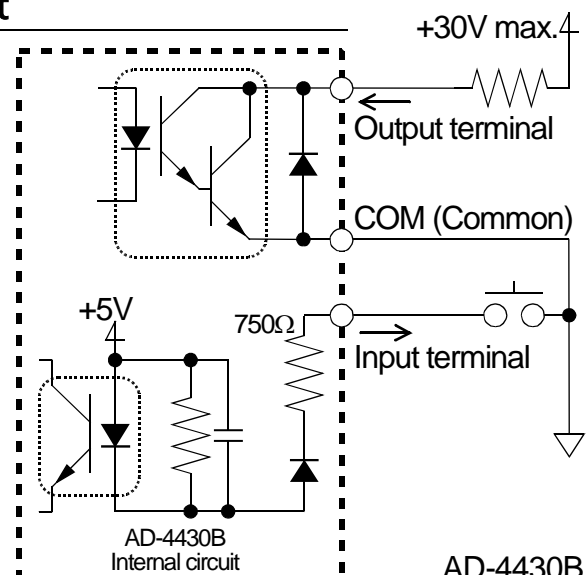 t
+30V max.
Output terminal
COM (Common)
+5V
750Ω
Input terminal
AD-4430B
Internal circuit
AD-4430B